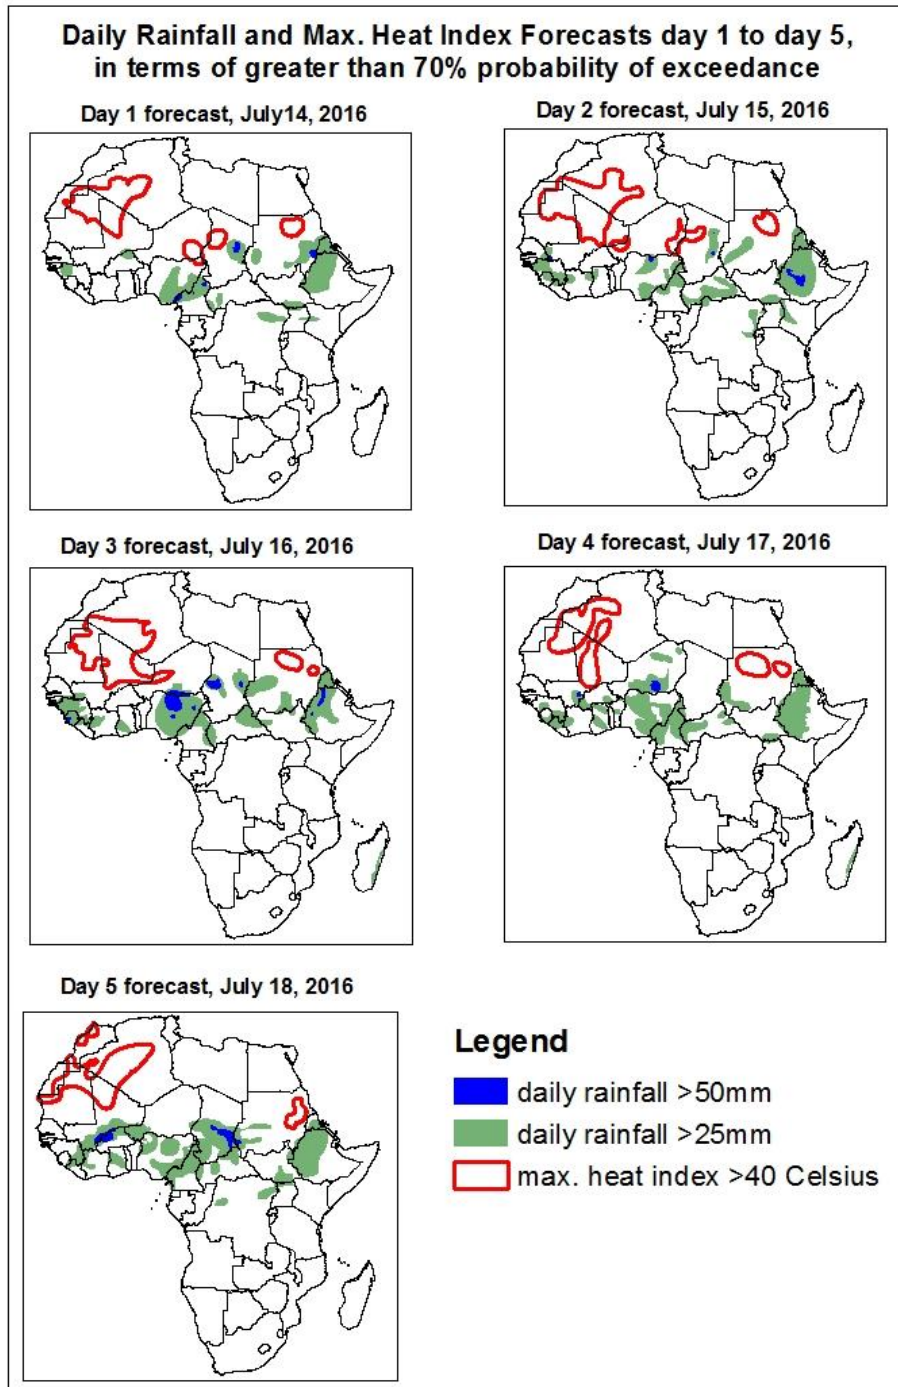 Daily Rainfall and Max. Heat Index Forecasts day 1 to day 5,
in terms of greater than 70% probability of exceedance
Day 1 forecast, July14, 2016
Day 2 forecast, July 15, 2016
Day 3 forecast, July 16, 2016
Day 4 forecast, July 17, 2016
Day 5 forecast, July 18, 2016
Legend
daily rainfall >50mm
daily rainfall >25mm
max. heat index >40 Celsius